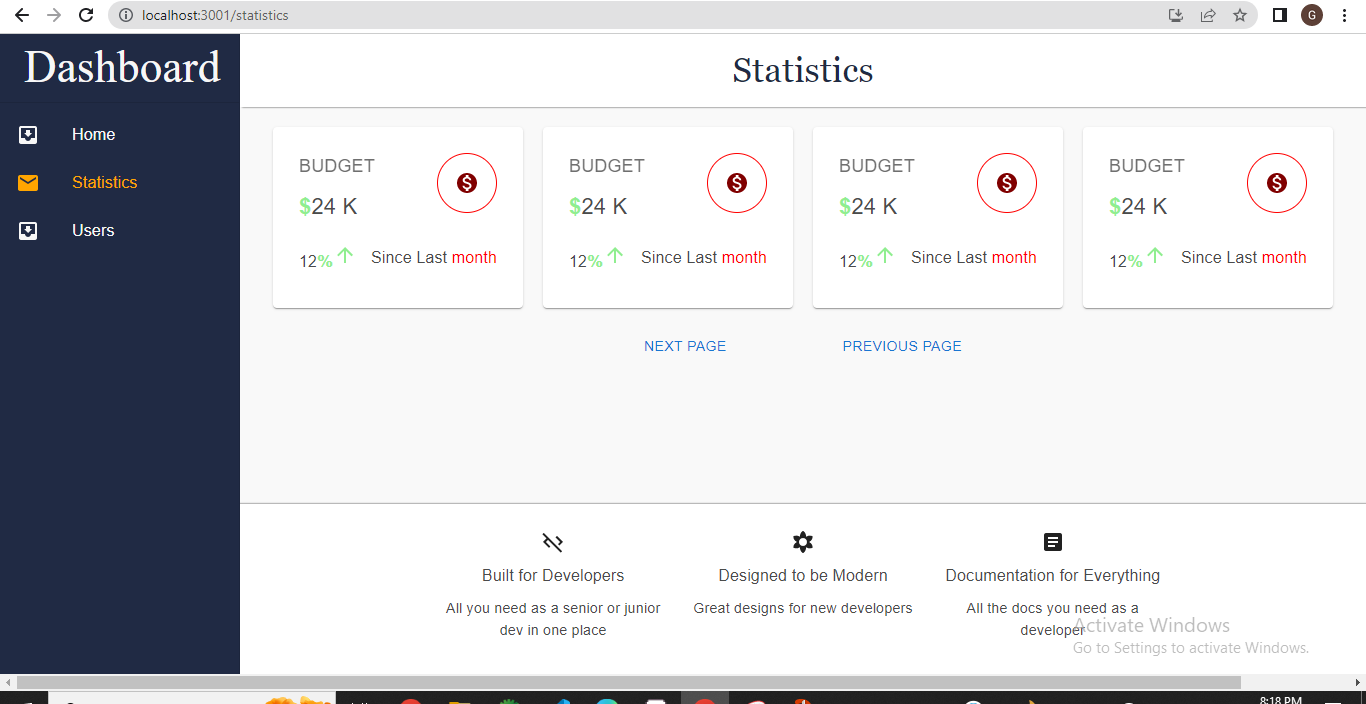 localhost:3001/statistics
G
Dashboard
Statistics
Home
Statistics
Users
BUDGET
$24 K
12% Since Last month
BUDGET
$24 K
12% Since Last month
BUDGET
$24 K
12% Since Last month
BUDGET
$24 K
12% Since Last month
NEXT PAGE PREVIOUS PAGE
Built for Developers
All you need as a senior or junior
dev in one place
Designed to be Modern
Great designs for new developers
Documentation for Everything
All the docs you need as a
developer
Activate Windows
Go to Settings to activate Windows.
8:18 PM